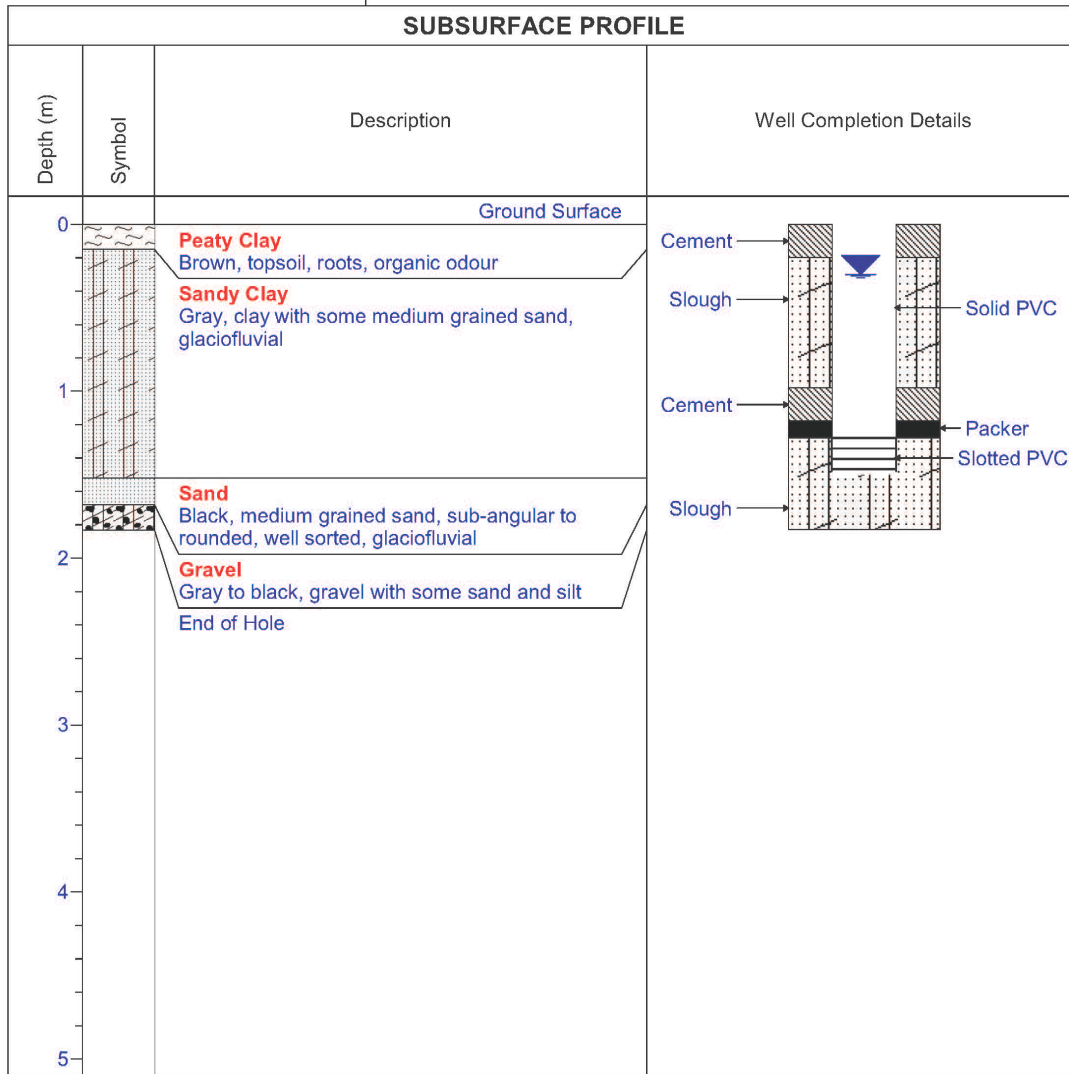 SUBSURFACE PROFILE
Depth (m)
Symbol
Description
Well Completion Details
Ground Surface
0
1
2
3
4
5
Peaty Clay
Brown, topsoil, roots, organic odour
Sandy Clay
Gray, clay with some medium grained sand,
glaciofluvial
Sand
Black, medium grained sand, sub-angular to
rounded, well sorted, glaciofluvial
Gravel
Gray to black, gravel with some sand and silt
End of Hole
Cement
Slough
Solid PVC
Cement
Packer
Slotted PVC
Slough